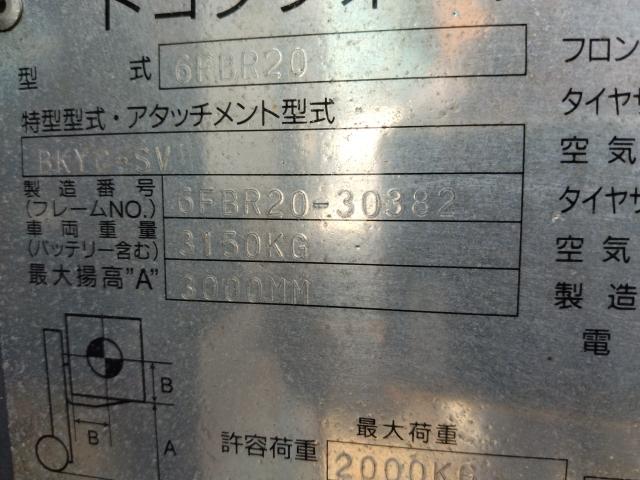 型 式 6FBR20
フロン
特型型式・アタッチメント型式
タイヤサ
空気
製造番号
(フレームNO.) 6FBR20-30382
タイヤサ
車両重量
(バッテリー含む) 3150KG
空気
最大揚高"A" 3000MM
製造
電
B
B
A
最大荷重
許容荷重 2000KG